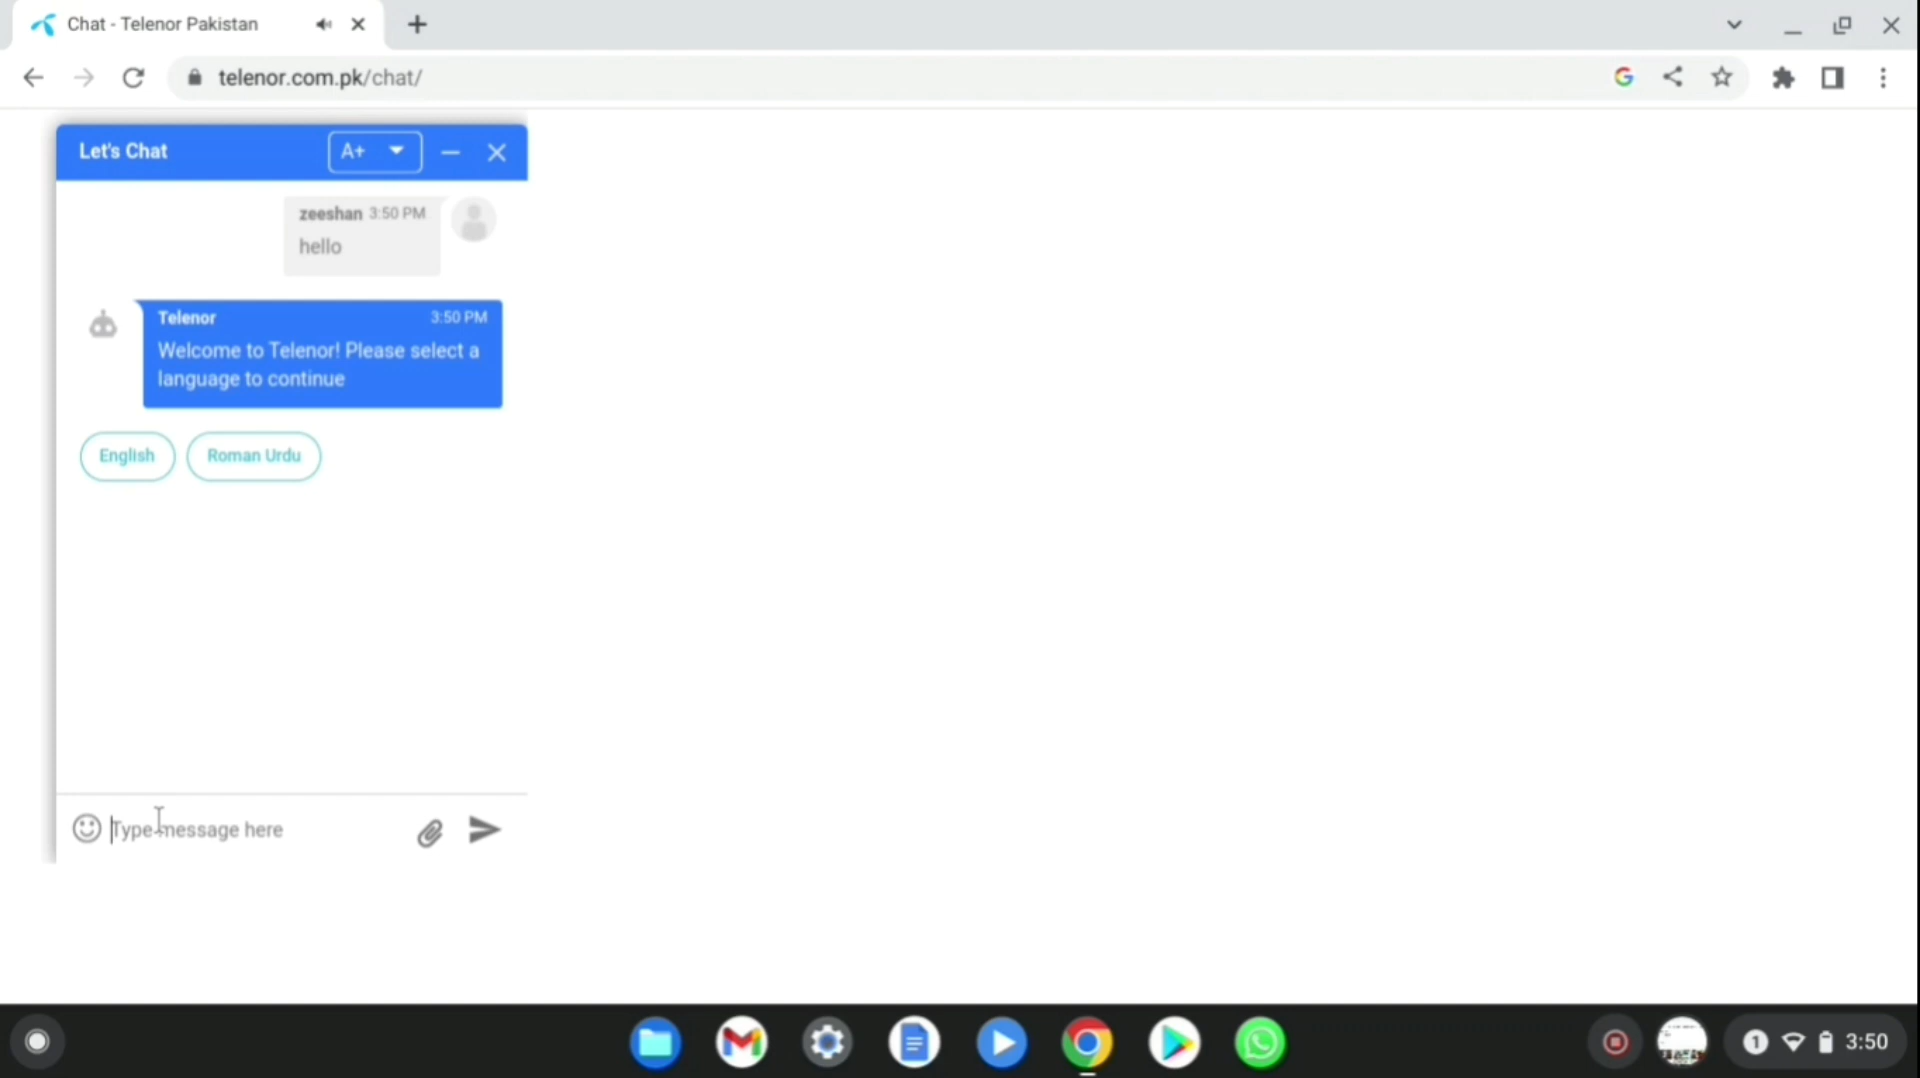 Chat - Telenor Pakistan
telenor.com.pk/chat/
Let's Chat
A+
zeeshan 3:50 PM
hello
Telenor 3:50 PM
Welcome to Telenor! Please select a
language to continue
English Roman Urdu
Type message here
1 3:50